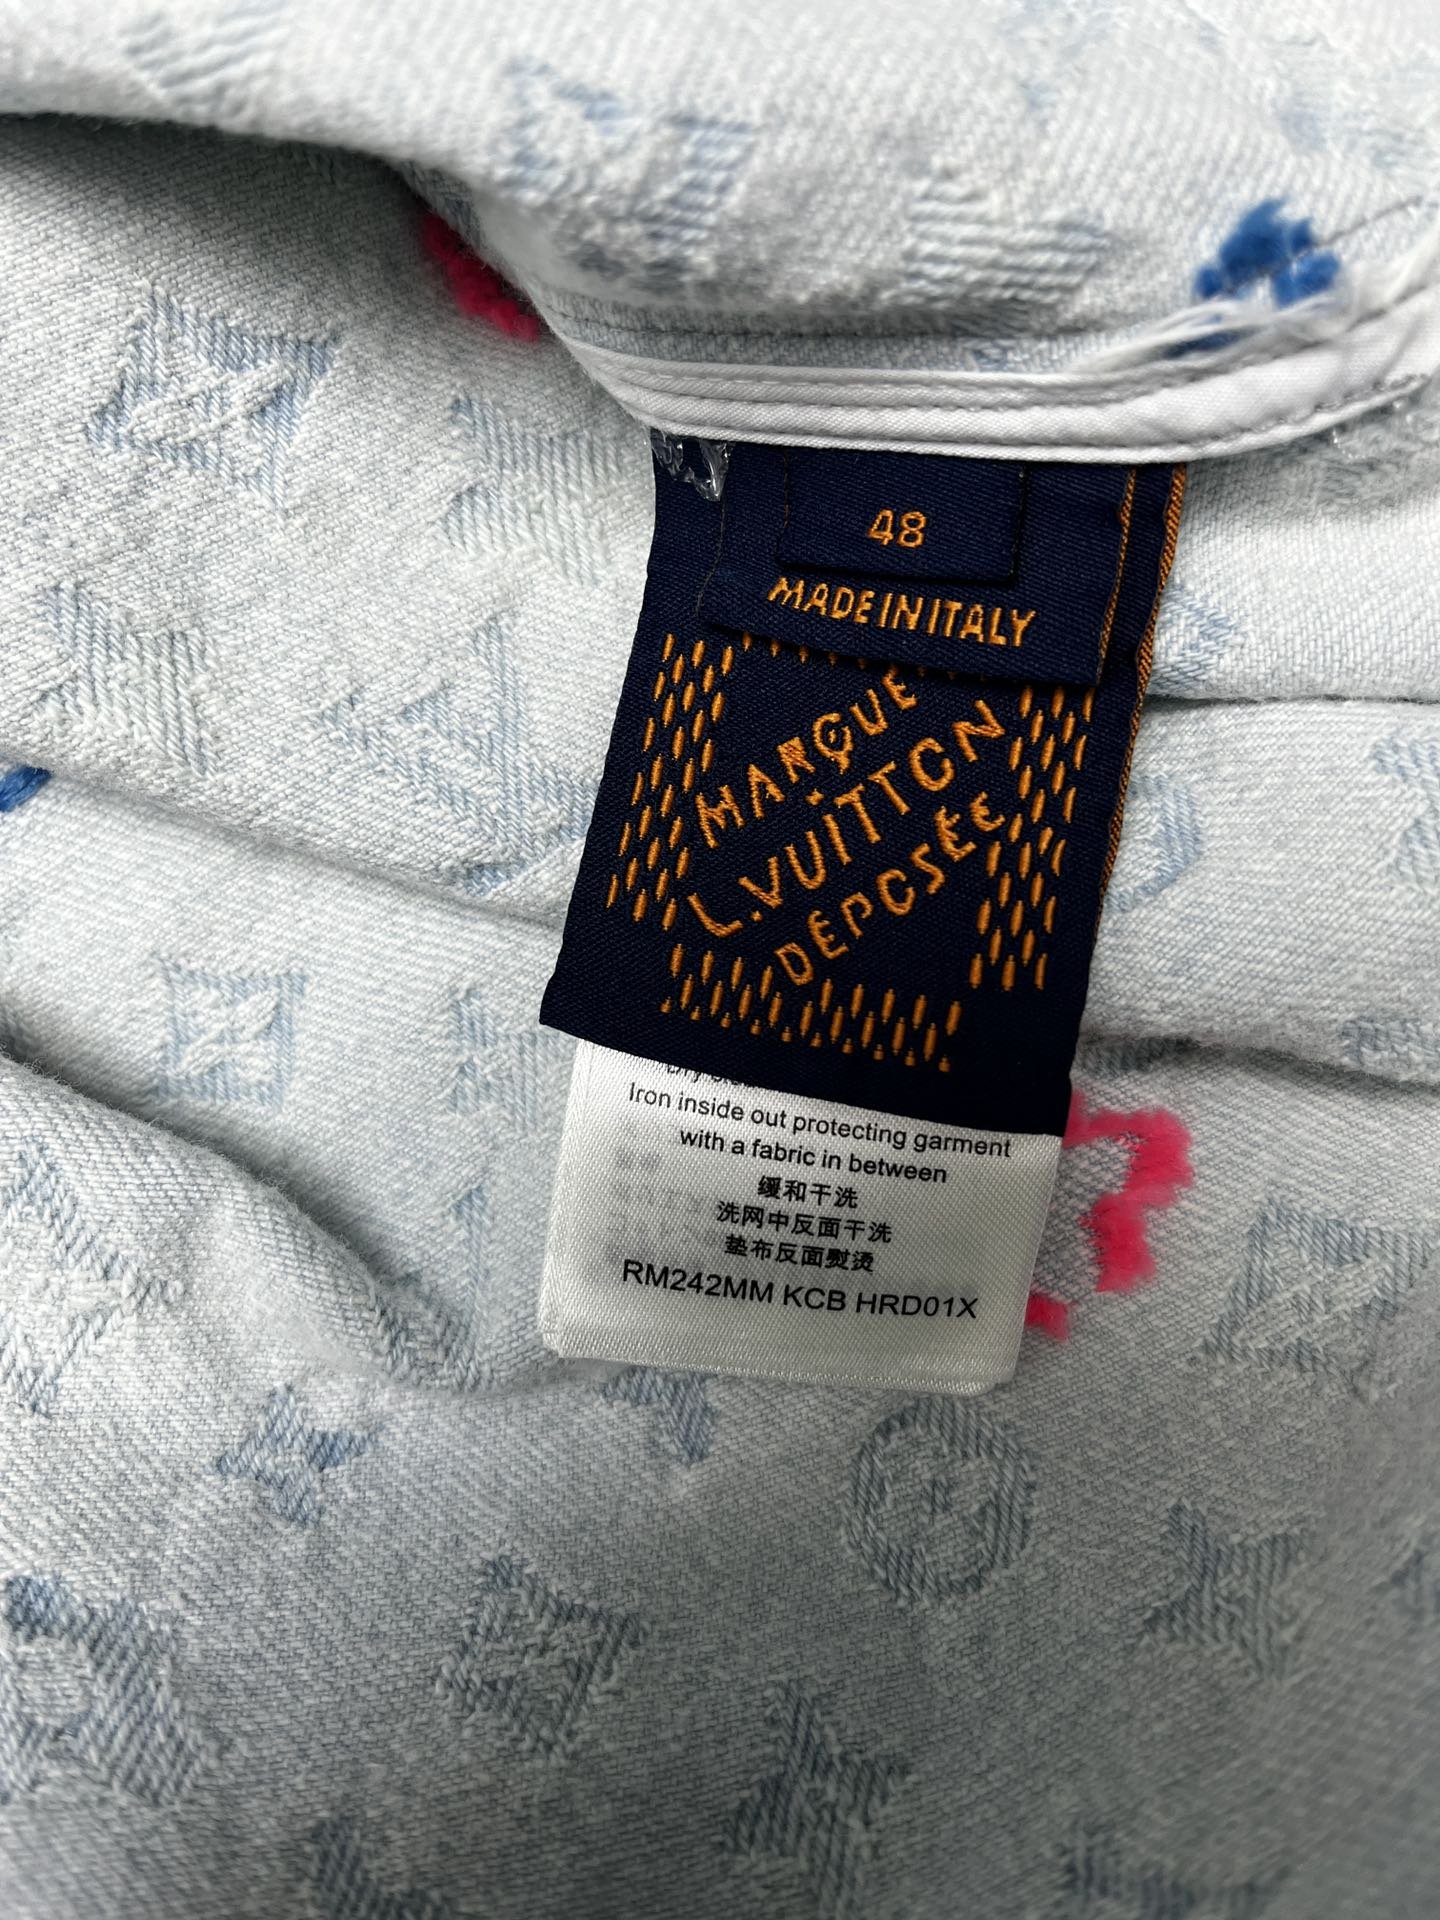 48
MADE IN ITALY
MARQUE
L.VUITTON
DÉPOSÉE
Iron inside out protecting garment
with a fabric in between
缓和干洗
洗网中反面干洗
垫布反面熨烫
RM242MM KCB HRD01X